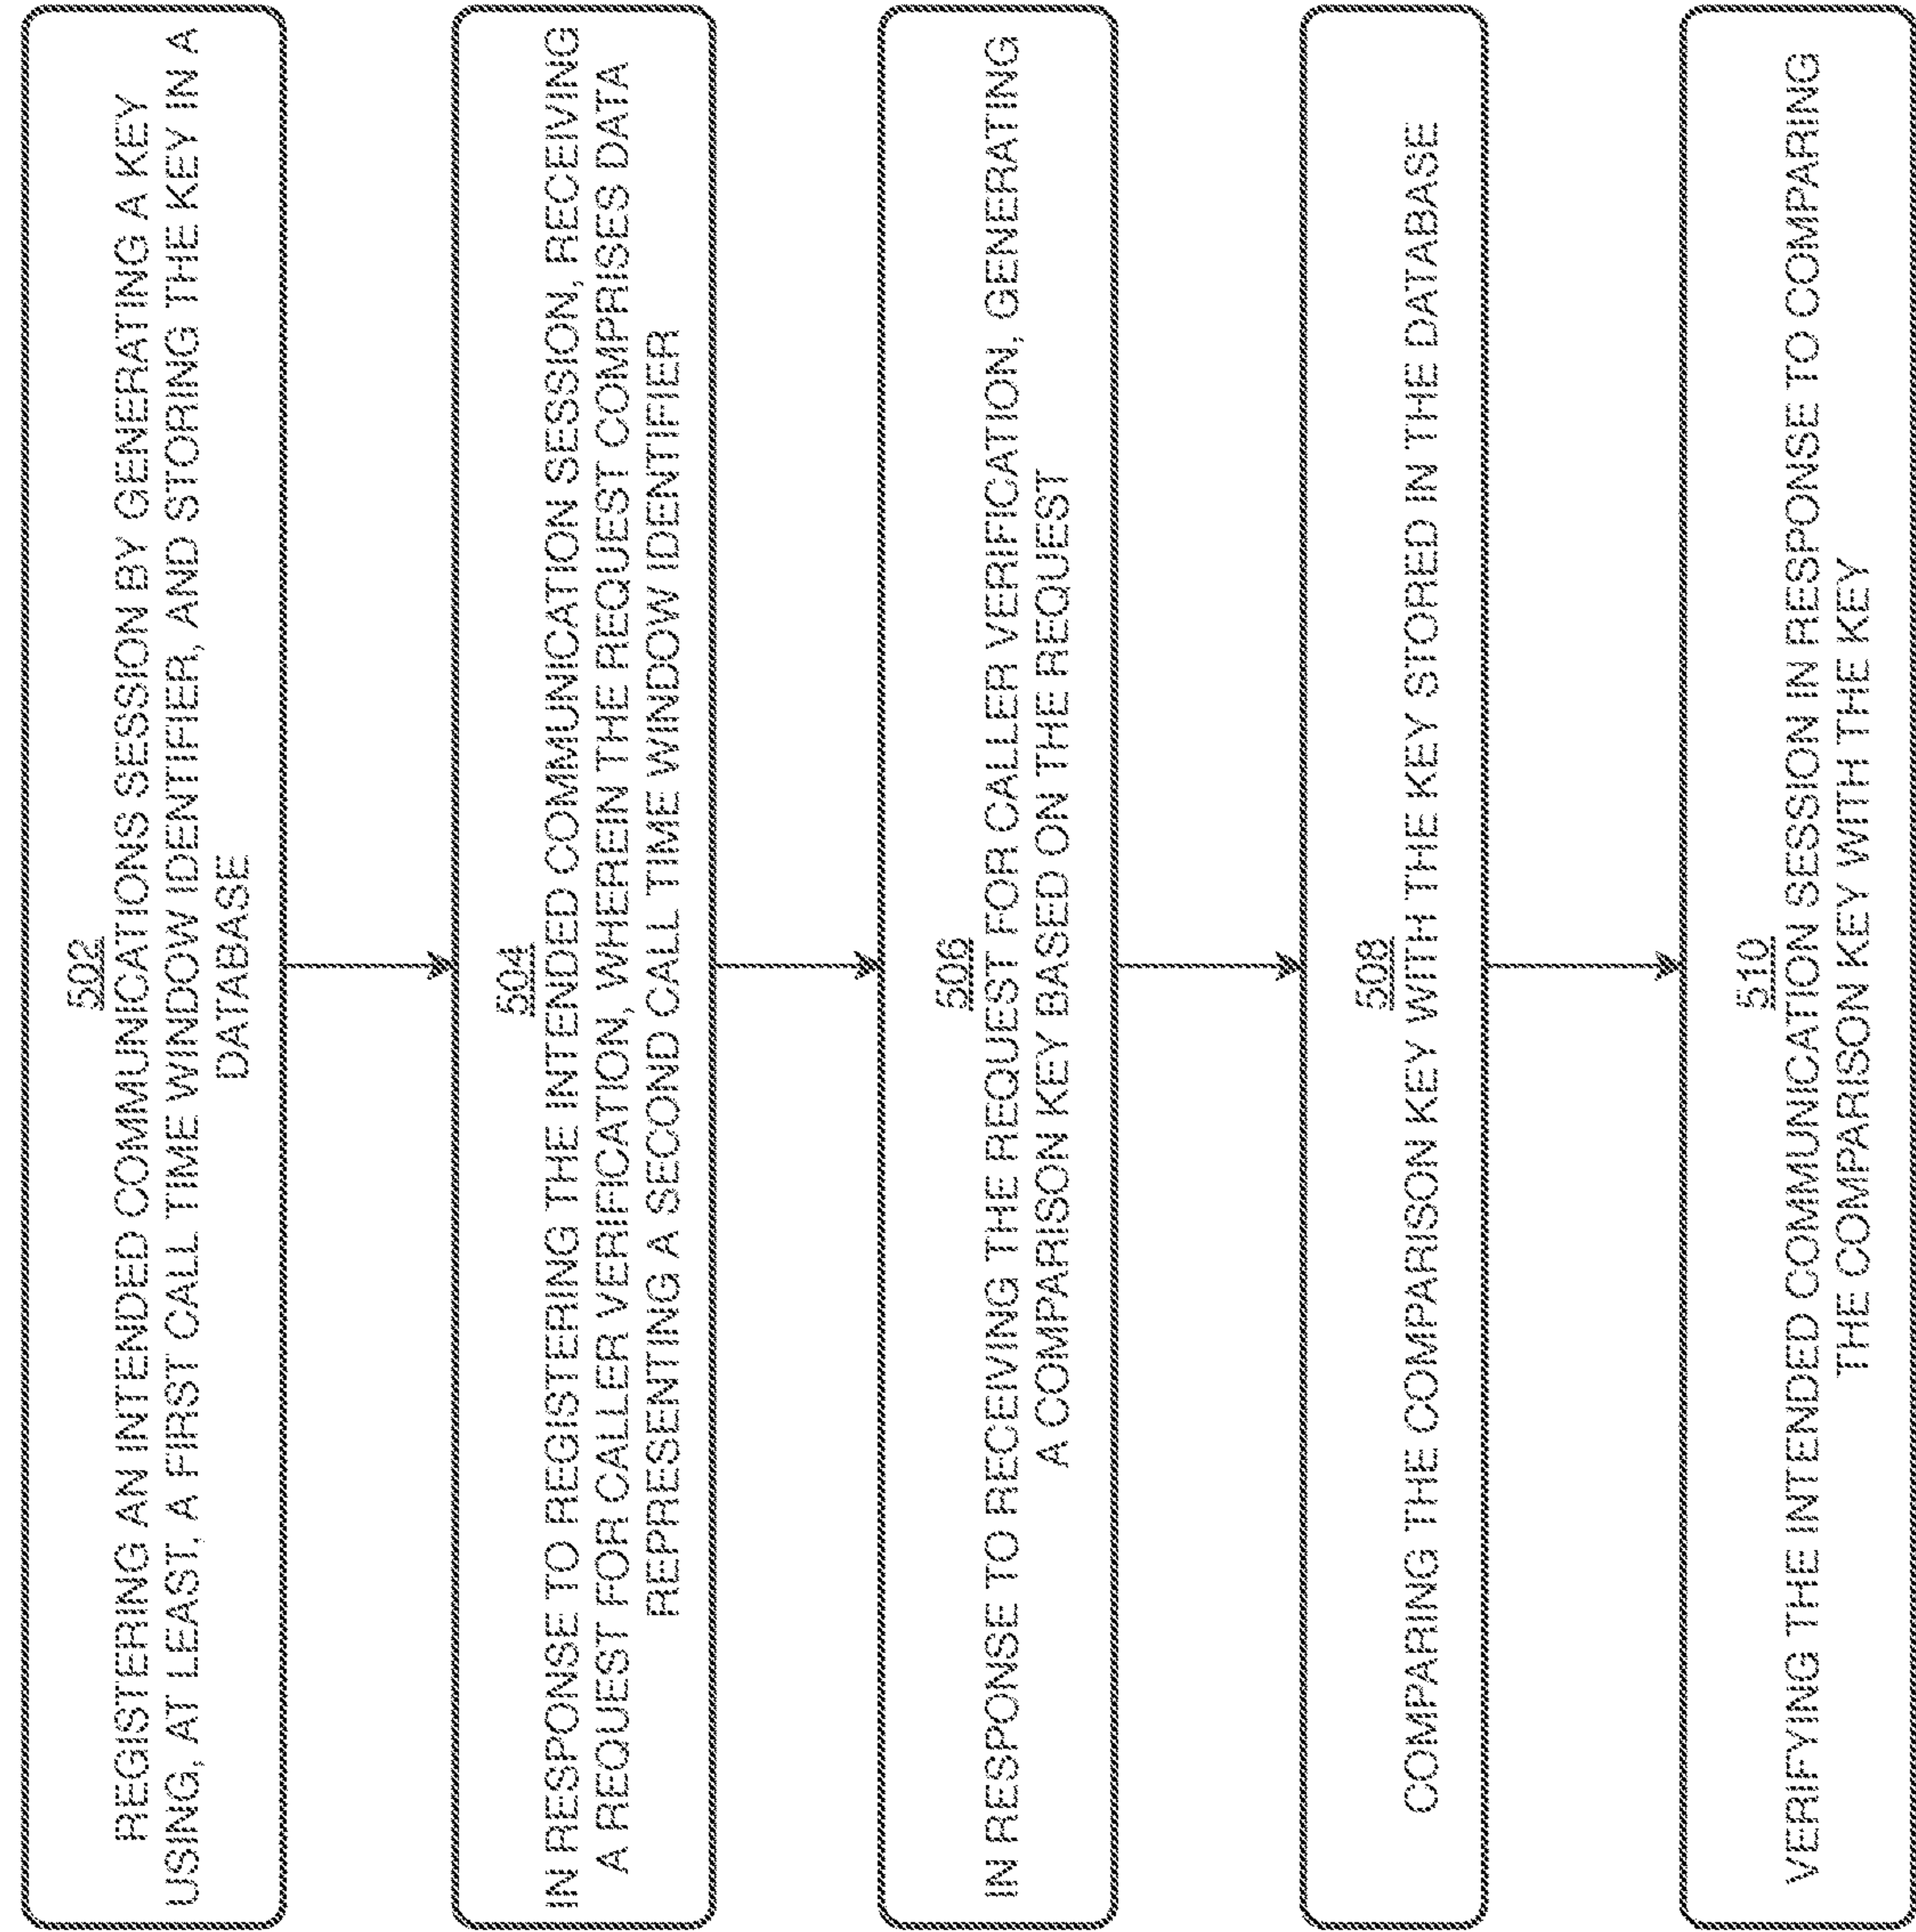 502
REGISTERING AN INTENDED COMMUNICATIONS SESSION BY GENERATING A KEY
USING, AT LEAST, A FIRST CALL TIME WINDOW IDENTIFIER, AND STORING THE KEY IN A
DATABASE
504
IN RESPONSE TO REGISTERING THE INTENDED COMMUNICATION SESSION, RECEIVING
A REQUEST FOR CALLER VERIFICATION, WHEREIN THE REQUEST COMPRISES DATA
REPRESENTING A SECOND CALL TIME WINDOW IDENTIFIER
506
IN RESPONSE TO RECEIVING THE REQUEST FOR CALLER VERIFICATION, GENERATING
A COMPARISON KEY BASED ON THE REQUEST
508
COMPARING THE COMPARISON KEY WITH THE KEY STORED IN THE DATABASE
510
VERIFYING THE INTENDED COMMUNICATION SESSION IN RESPONSE TO COMPARING
THE COMPARISON KEY WITH THE KEY